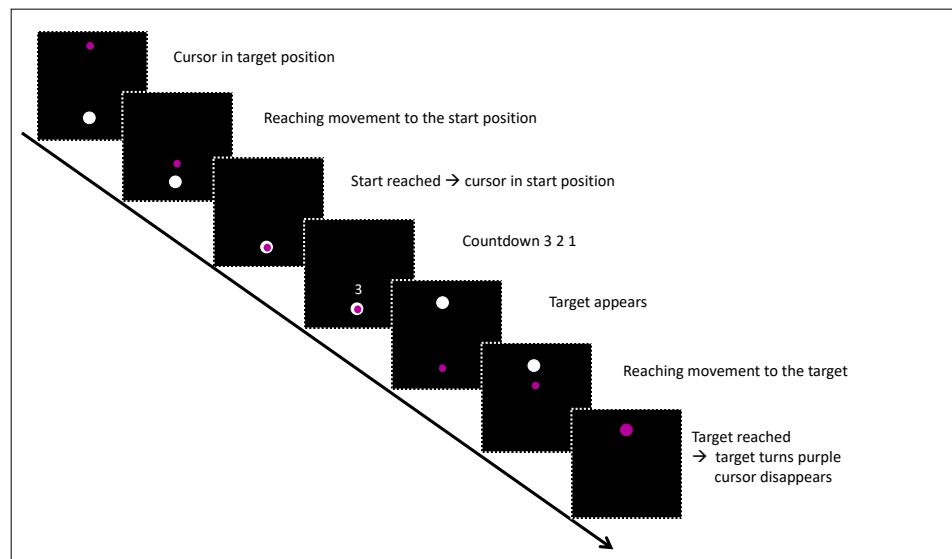 Cursor in target position
Reaching movement to the start position
Start reached → cursor in start position
Countdown 3 2 1
3
Target appears
Reaching movement to the target
Target reached
→ target turns purple
cursor disappears